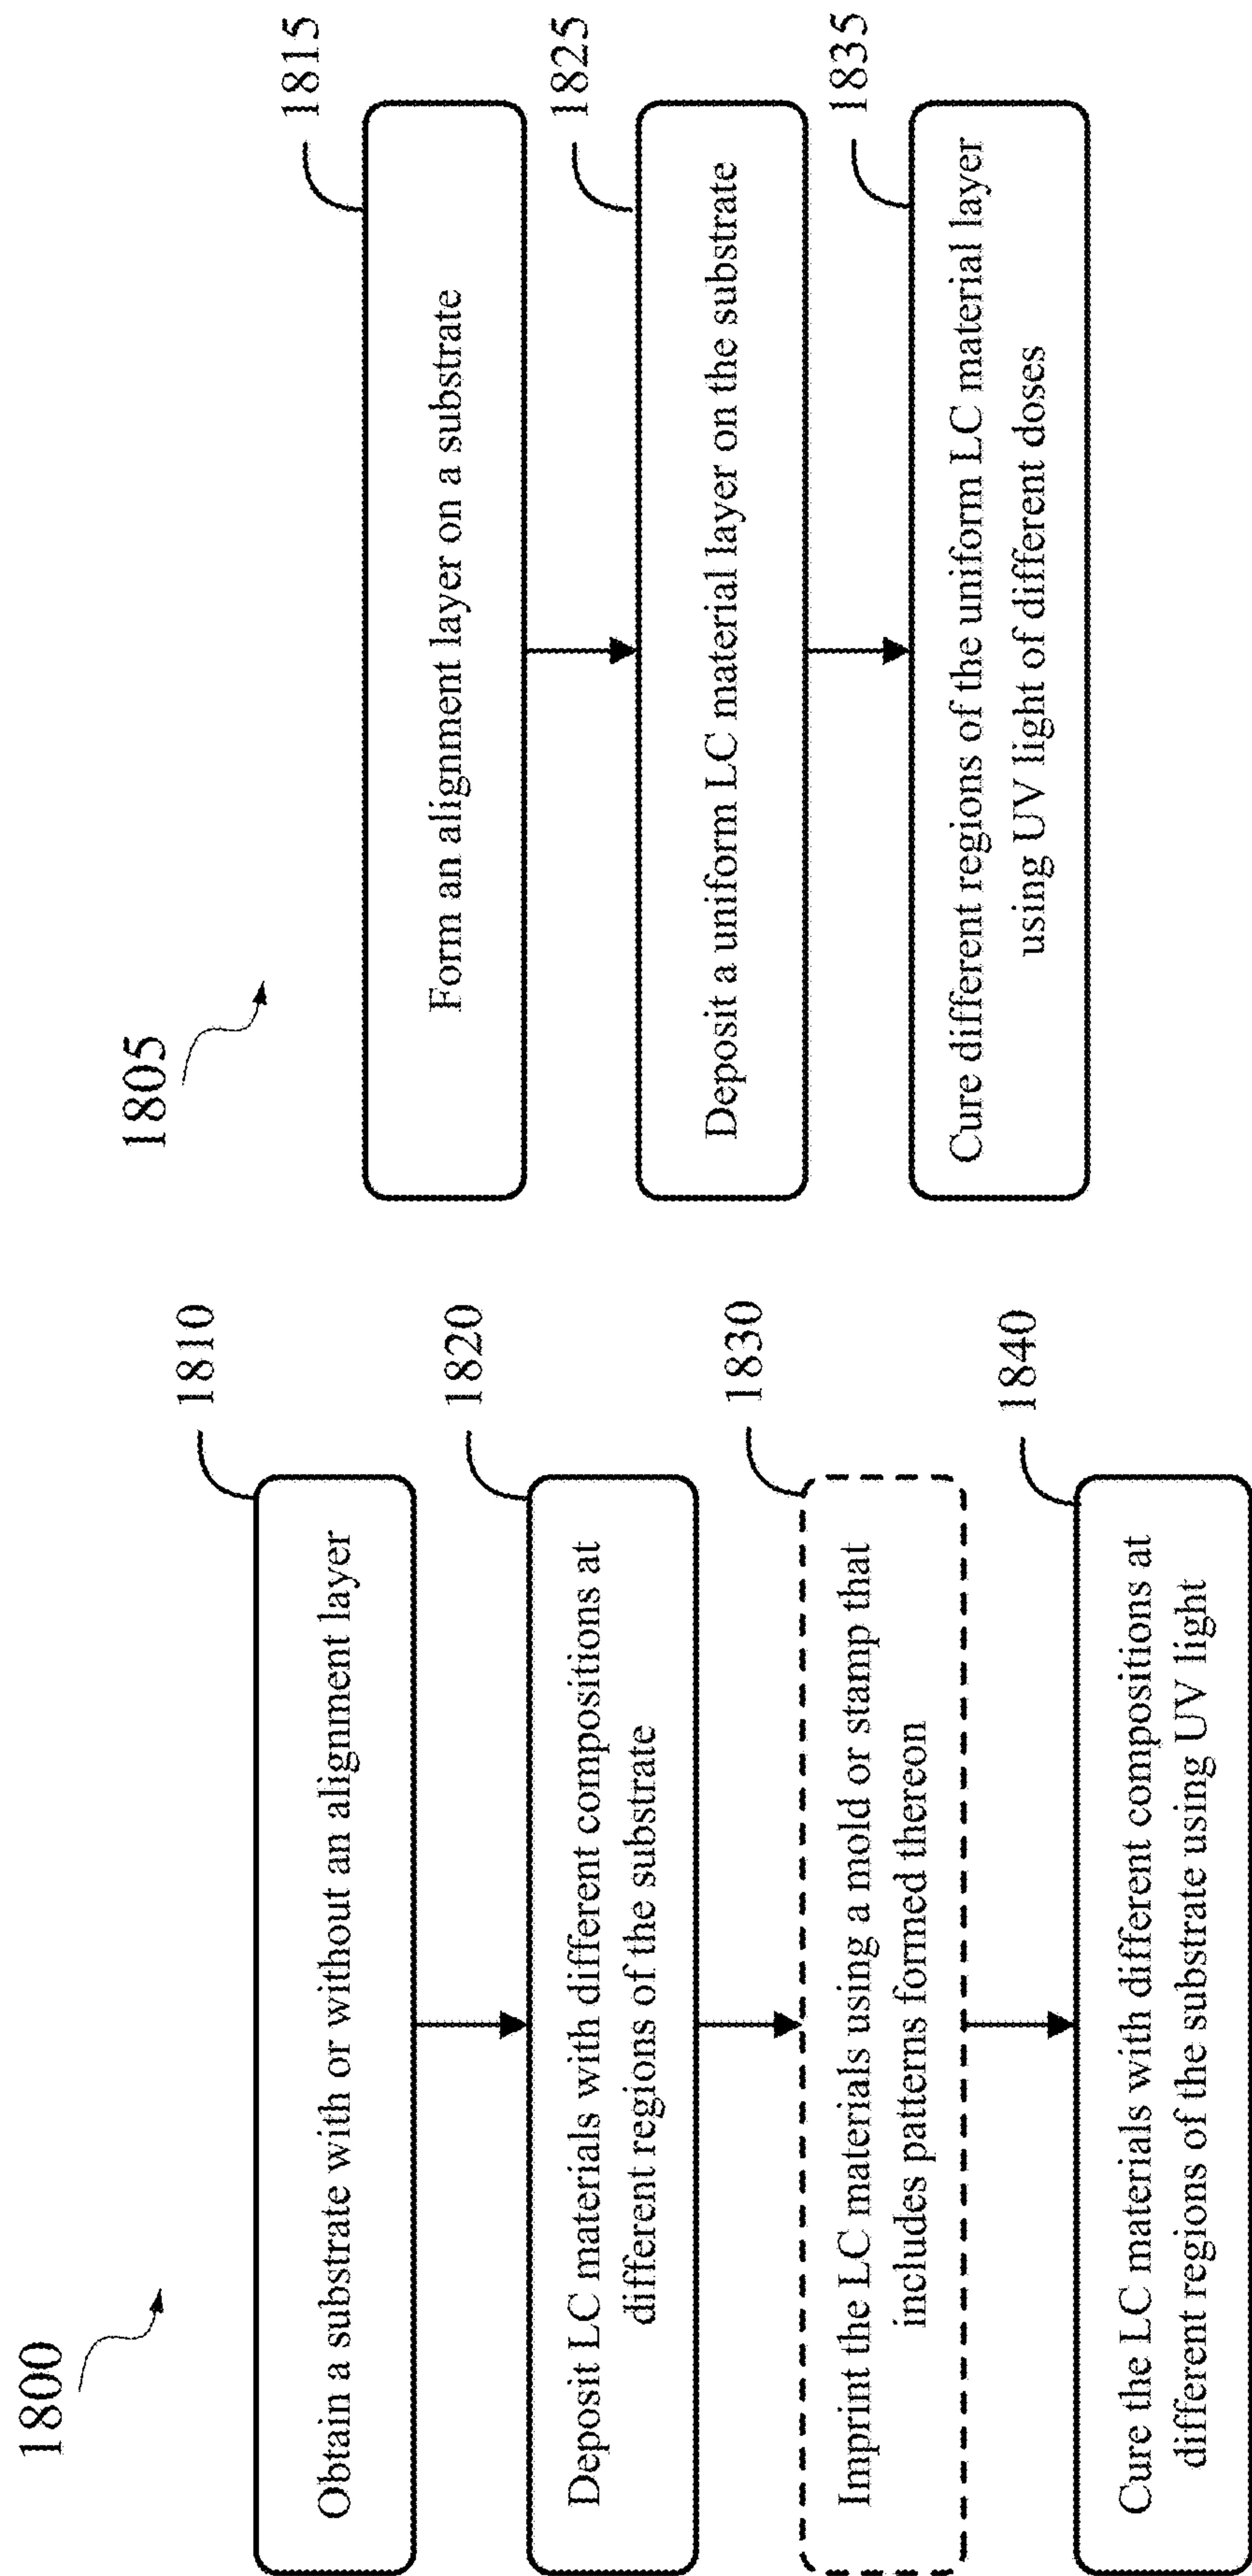 1800
1810
Obtain a substrate with or without an alignment layer
1820
Deposit LC materials with different compositions at
different regions of the substrate
1830
Imprint the LC materials using a mold or stamp that
includes patterns formed thereon
1840
Cure the LC materials with different compositions at
different regions of the substrate using UV light
1805
1815
Form an alignment layer on a substrate
1825
Deposit a uniform LC material layer on the substrate
1835
Cure different regions of the uniform LC material layer
using UV light of different doses